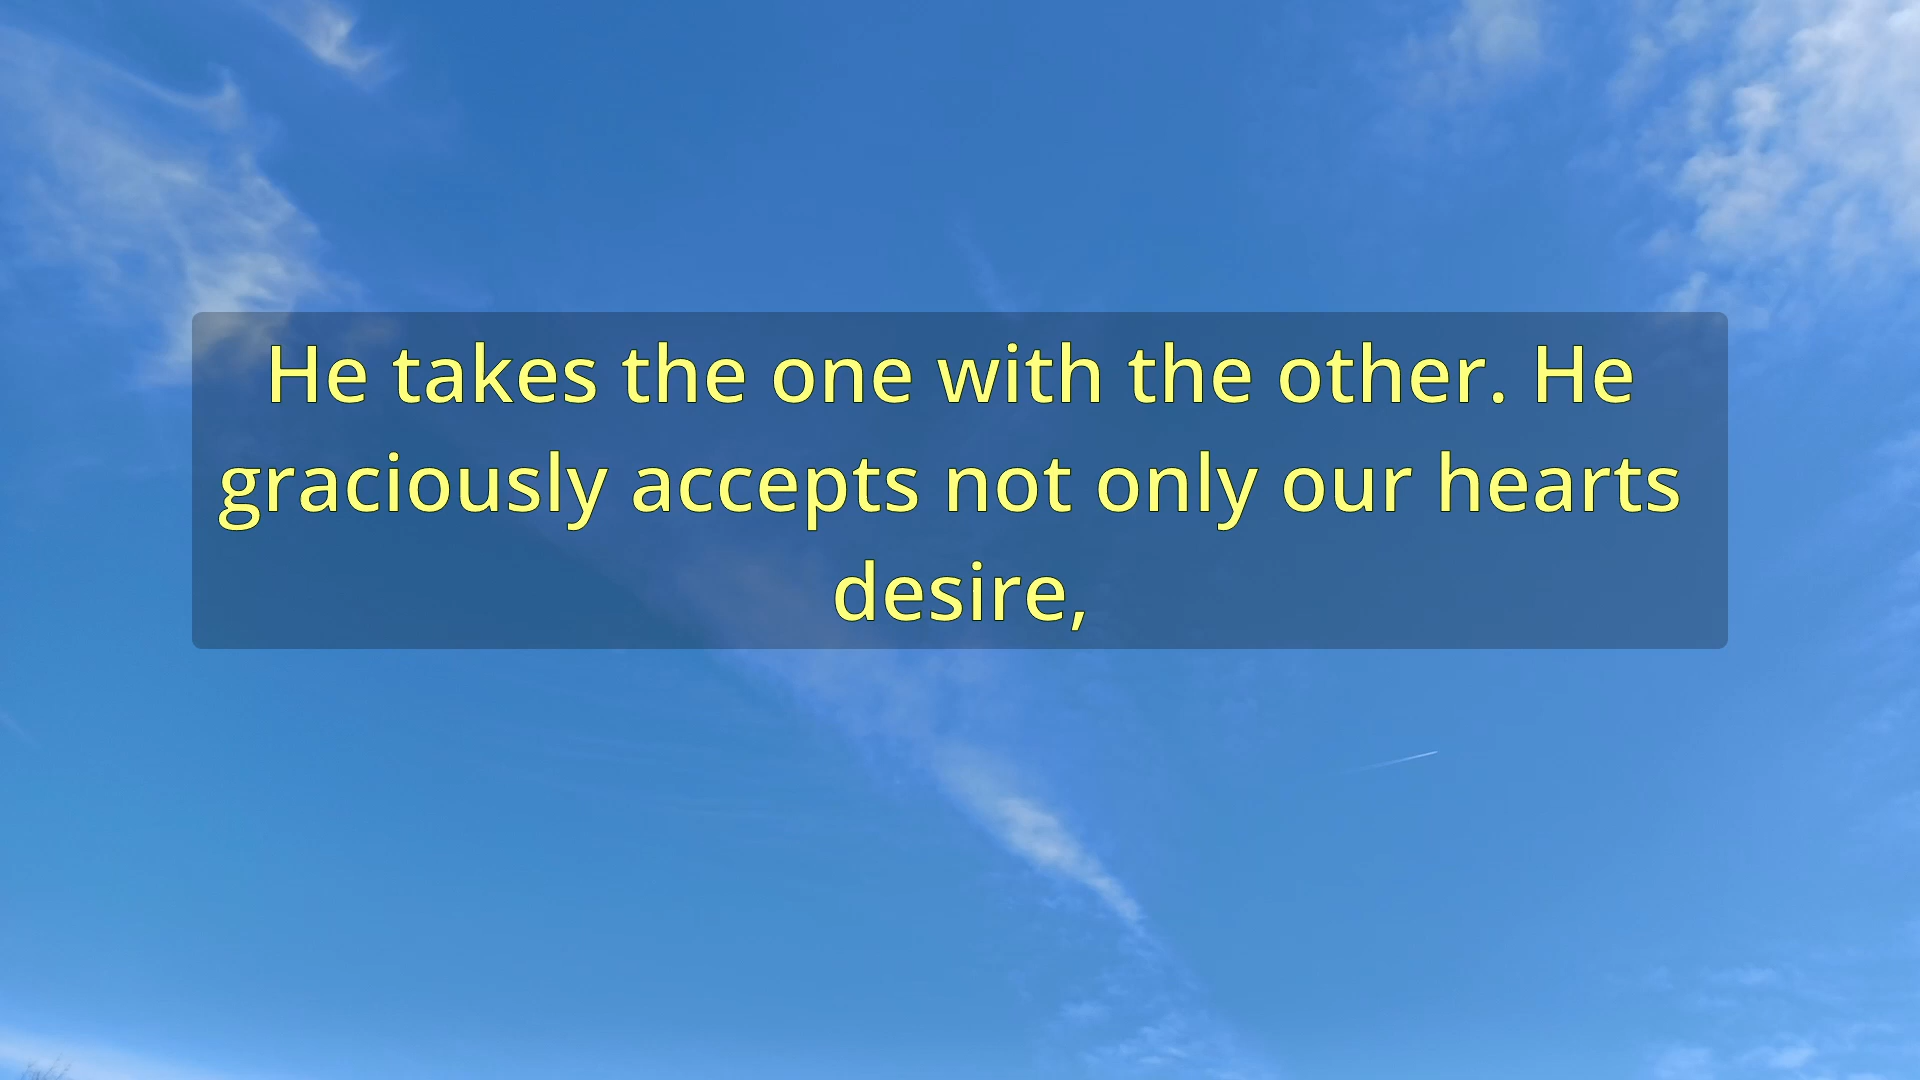 He takes the one with the other. He
graciously accepts not only our hearts
desire,